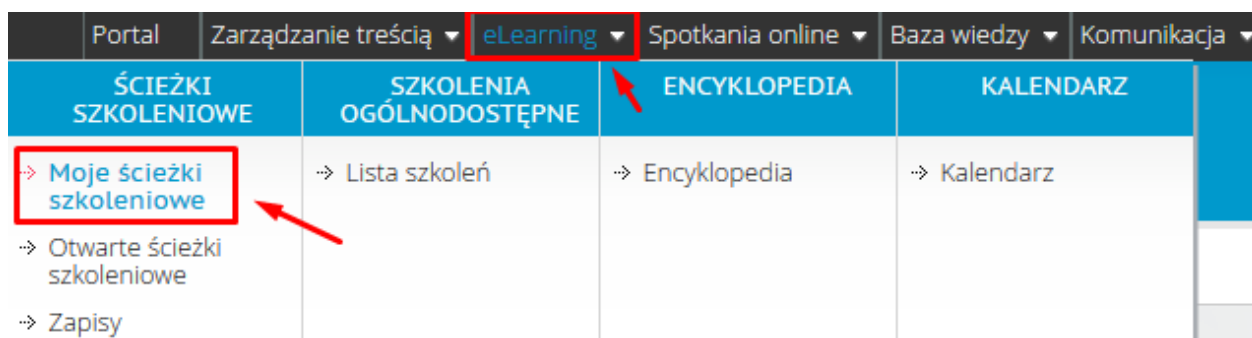 Portal Zarządzanie treścią eLearning Spotkania online Baza wiedzy Komunikacja
ŚCIEŻKI SZKOLENIOWE
SZKOLENIA OGÓLNODOSTĘPNE
ENCYKLOPEDIA
KALENDARZ
Moje ścieżki
szkoleniowe
Otwarte ścieżki
szkoleniowe
Zapisy
Lista szkoleń
Encyklopedia
Kalendarz